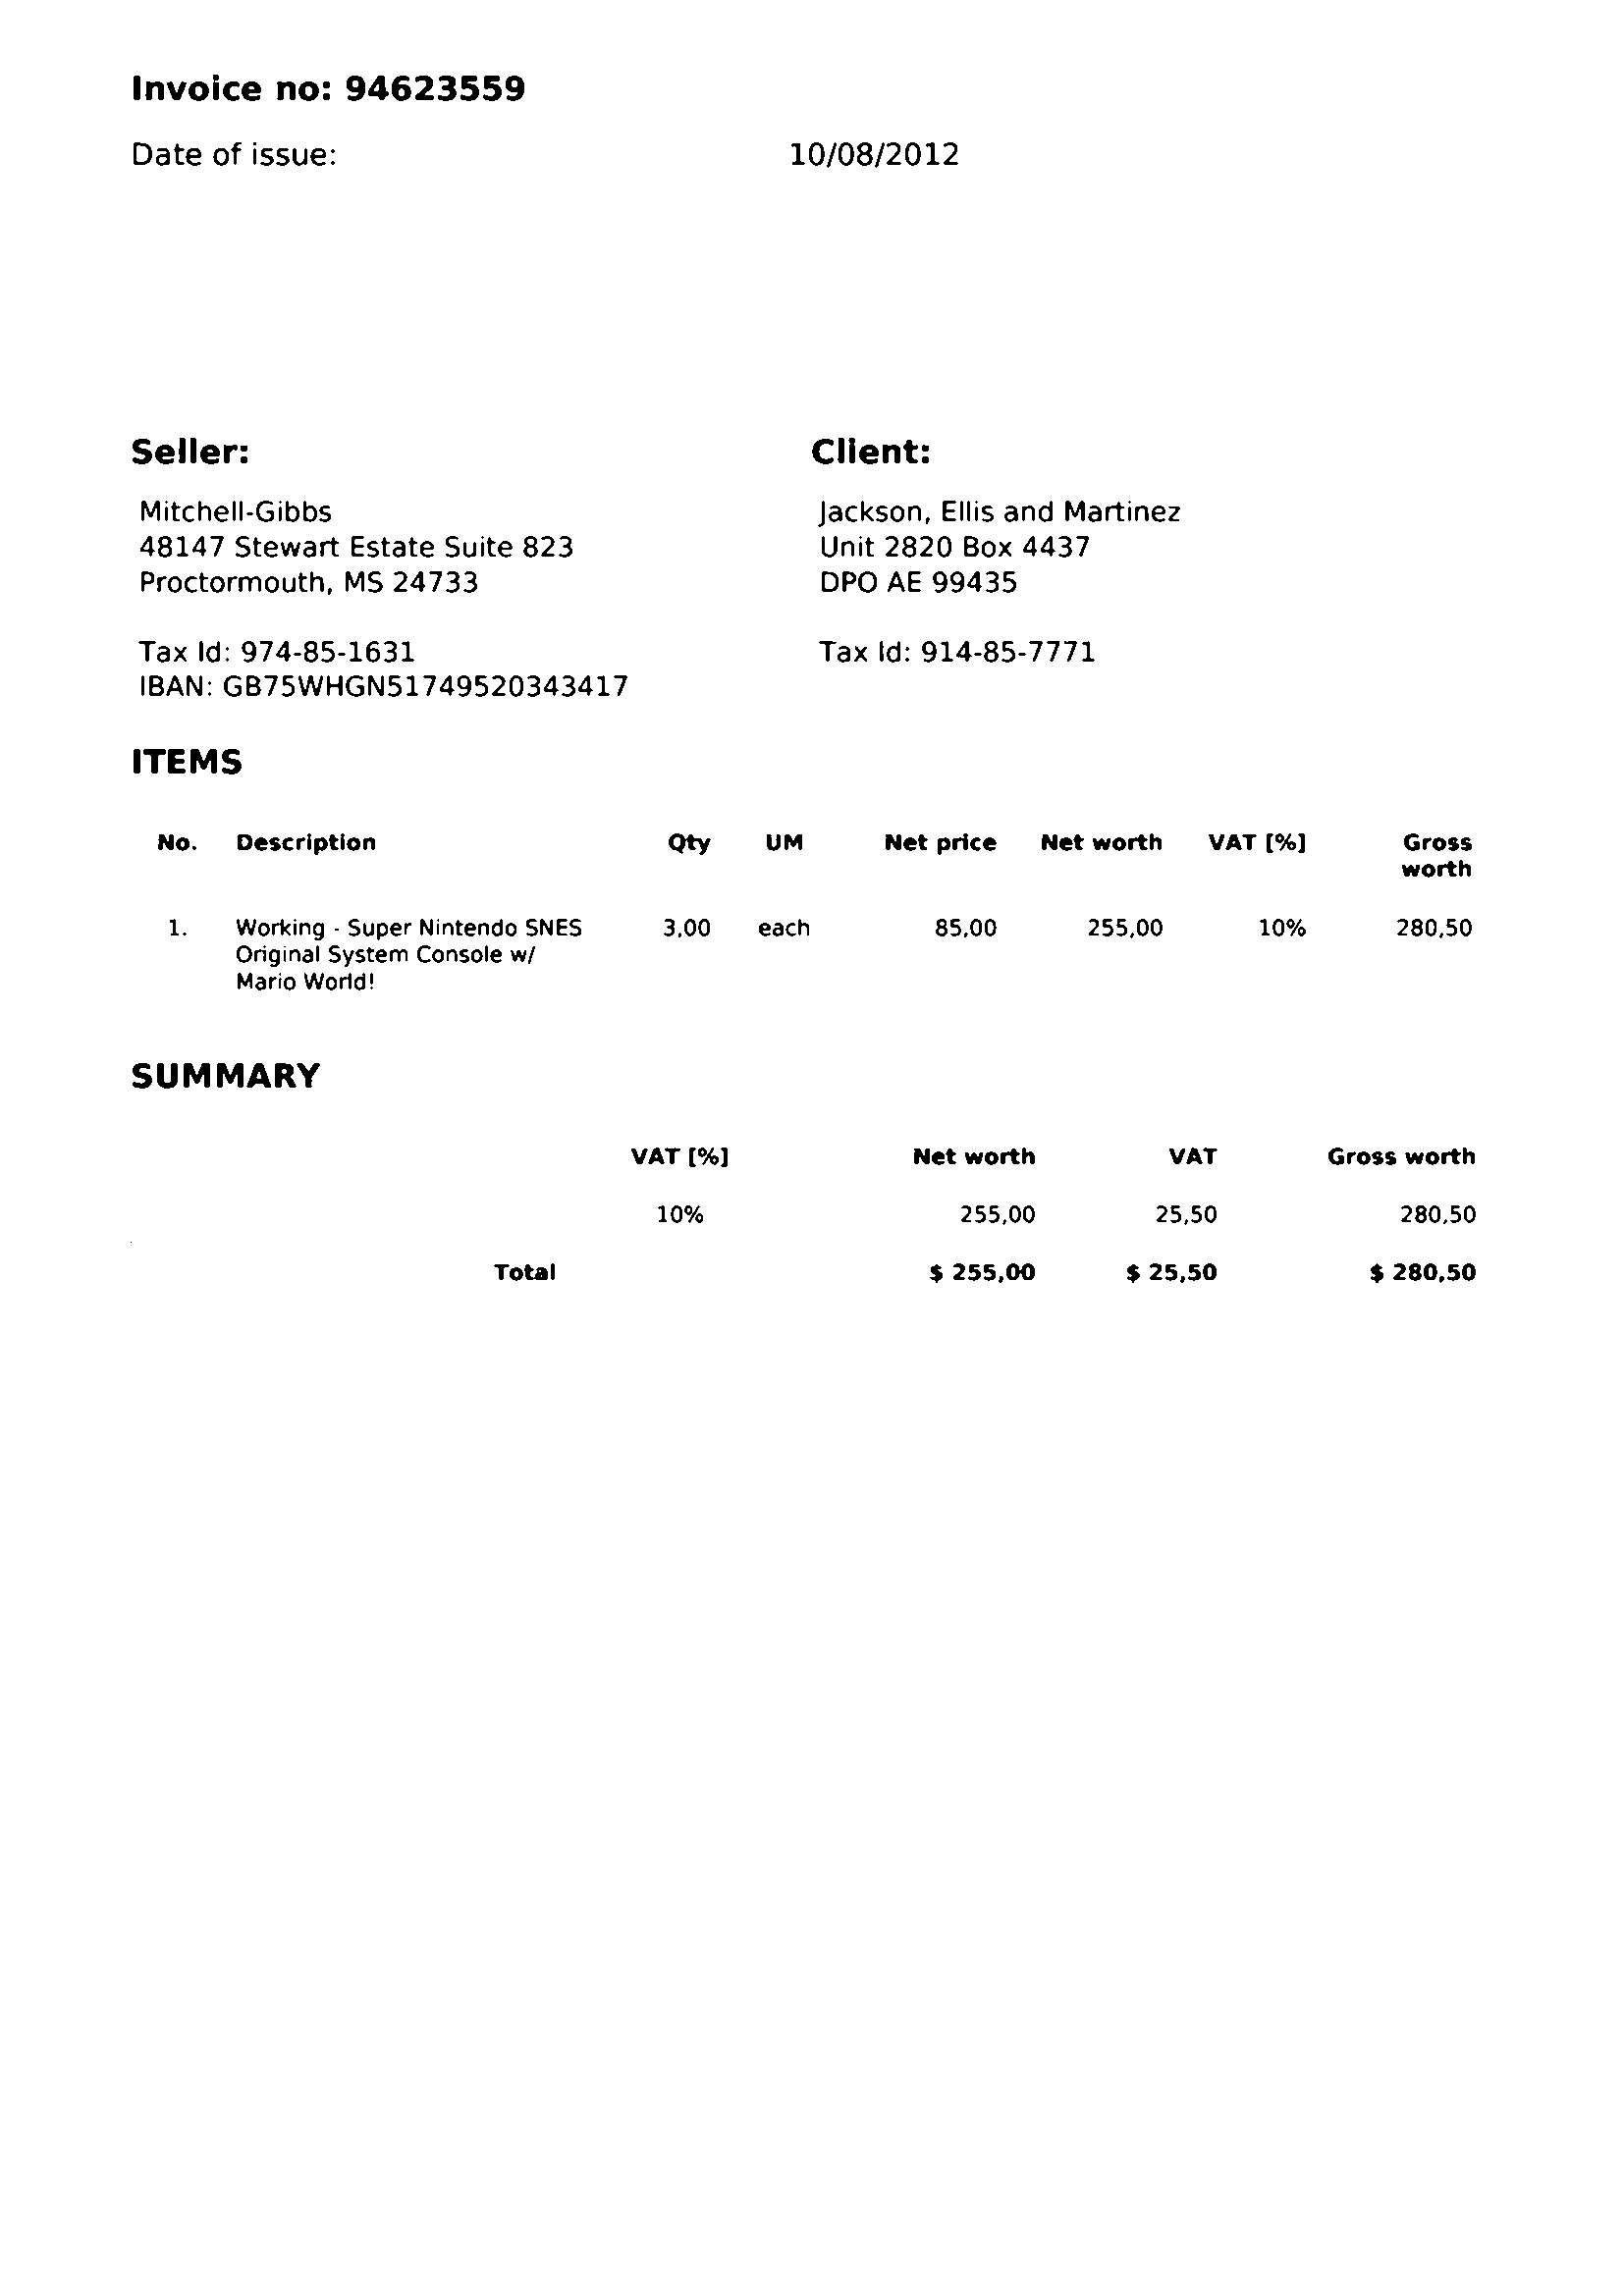 Invoice no: 94623559
Date of issue: 10/08/2012
Seller:
Mitchell-Gibbs
48147 Stewart Estate Suite 823
Proctormouth, MS 24733
Tax Id: 974-85-1631
IBAN: GB75WHGN51749520343417
Client:
Jackson, Ellis and Martinez
Unit 2820 Box 4437
DPO AE 99435
Tax Id: 914-85-7771
ITEMS
No. Description Qty UM Net price Net worth VAT [%] Gross
worth
1. Working - Super Nintendo SNES 3,00 each 85,00 255,00 10% 280,50
Original System Console w/
Mario World!
SUMMARY
VAT [%] Net worth VAT Gross worth
10% 255,00 25,50 280,50
Total $ 255,00 $ 25,50 $ 280,50